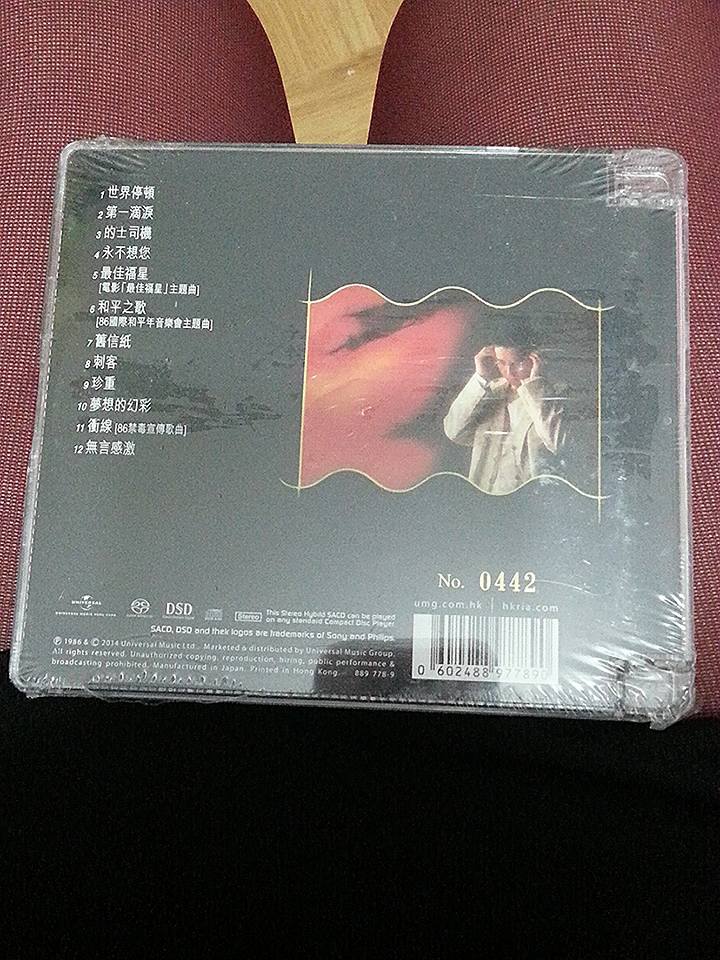 1 世界停頓
2 第一滴淚
3 的士司機
4 永不想您
5 最佳福星
[電影「最佳福星」主題曲]
6 和平之歌
[86國際和平年音樂會主題曲]
7 舊信紙
8 刺客
9 珍重
10 夢想的幻彩
11 衝線 [86禁毒宣傳歌曲]
12 無言感激
No. 0442
umg.com.hk | hkria.com
UNIVERSAL
DSD
Stereo
This Stereo Hybrid SACD can be played
on any standard Compact Disc Player.
SACD, DSD and their logos are trademarks of Sony and Philips
℗ 1986 & © 2014 Universal Music Ltd. Marketed & distributed by Universal Music Group.
All rights reserved. Unauthorized copying, reproduction, hiring, public performance &
broadcasting prohibited. Manufactured in Japan. Printed in Hong Kong. 889 778-9
0 602488 977890